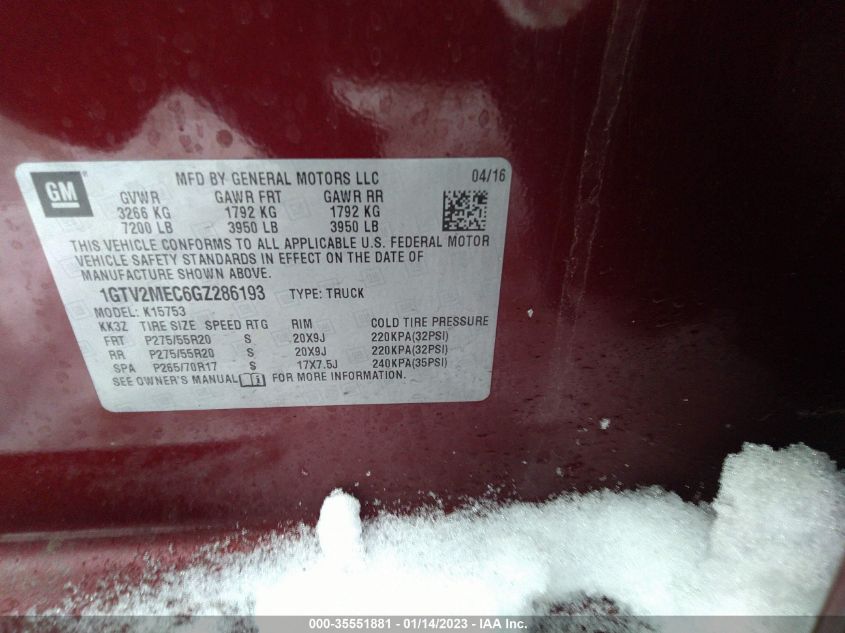 GM
MFD BY GENERAL MOTORS LLC 04/16
GVWR GAWR FRT GAWR RR
3266 KG 1792 KG 1792 KG
7200 LB 3950 LB 3950 LB
THIS VEHICLE CONFORMS TO ALL APPLICABLE U.S. FEDERAL MOTOR
VEHICLE SAFETY STANDARDS IN EFFECT ON THE DATE OF
MANUFACTURE SHOWN ABOVE.
1GTV2MEC6GZ286193 TYPE: TRUCK
MODEL: K15753
KK3Z TIRE SIZE SPEED RTG RIM COLD TIRE PRESSURE
FRT P275/55R20 S 20X9J 220KPA(32PSI)
RR P275/55R20 S 20X9J 220KPA(32PSI)
SPA P265/70R17 S 17X7.5J 240KPA(35PSI)
SEE OWNER'S MANUAL FOR MORE INFORMATION.
000-35551881 - 01/14/2023 - IAA Inc.